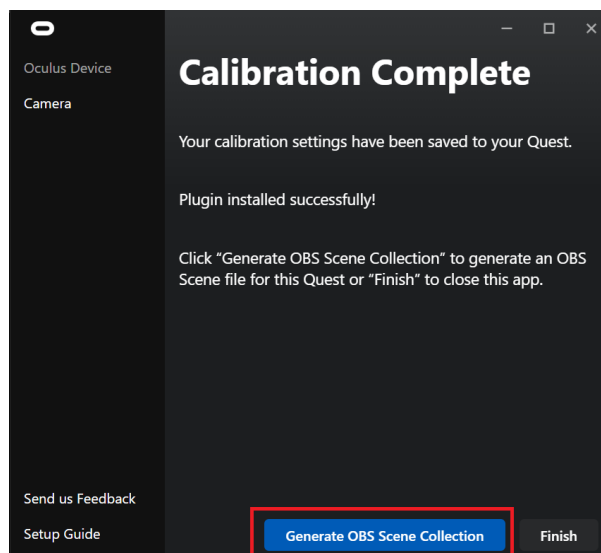 Oculus Device
Camera
Calibration Complete
Your calibration settings have been saved to your Quest.
Plugin installed successfully!
Click “Generate OBS Scene Collection” to generate an OBS
Scene file for this Quest or “Finish” to close this app.
Send us Feedback
Setup Guide
Generate OBS Scene Collection
Finish